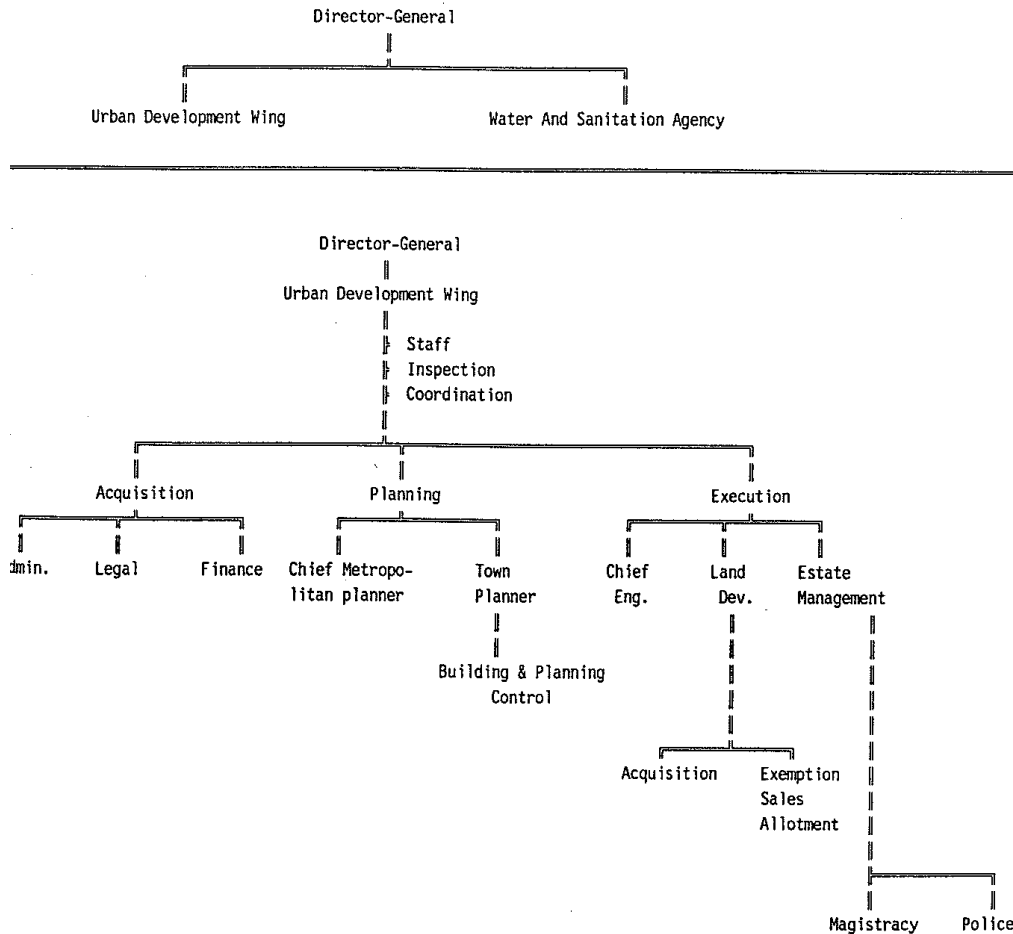 Director-General
Urban Development Wing Water And Sanitation Agency
Director-General
Urban Development Wing
Staff
Inspection
Coordination
Acquisition Planning Execution
dmin. Legal Finance Chief Metropo- Town Chief Land Estate
litan planner Planner Eng. Dev. Management
Building & Planning
Control
Acquisition Exemption
Sales
Allotment
Magistracy Police